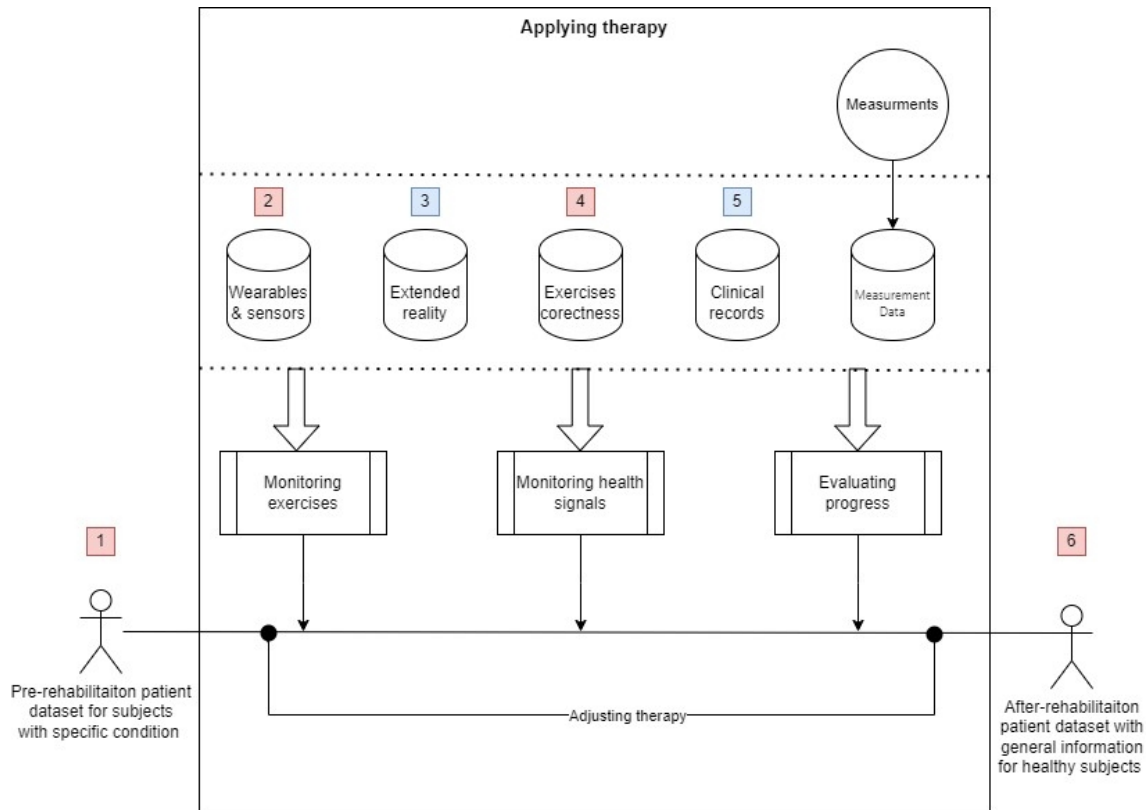 Applying therapy
Measurments
2
3
4
5
Wearables
& sensors
Extended
reality
Exercises
corectness
Clinical
records
Measurement
Data
Monitoring
exercises
Monitoring health
signals
Evaluating
progress
1
6
Pre-rehabilitaiton patient
dataset for subjects
with specific condition
Adjusting therapy
After-rehabilitaiton
patient dataset with
general information
for healthy subjects